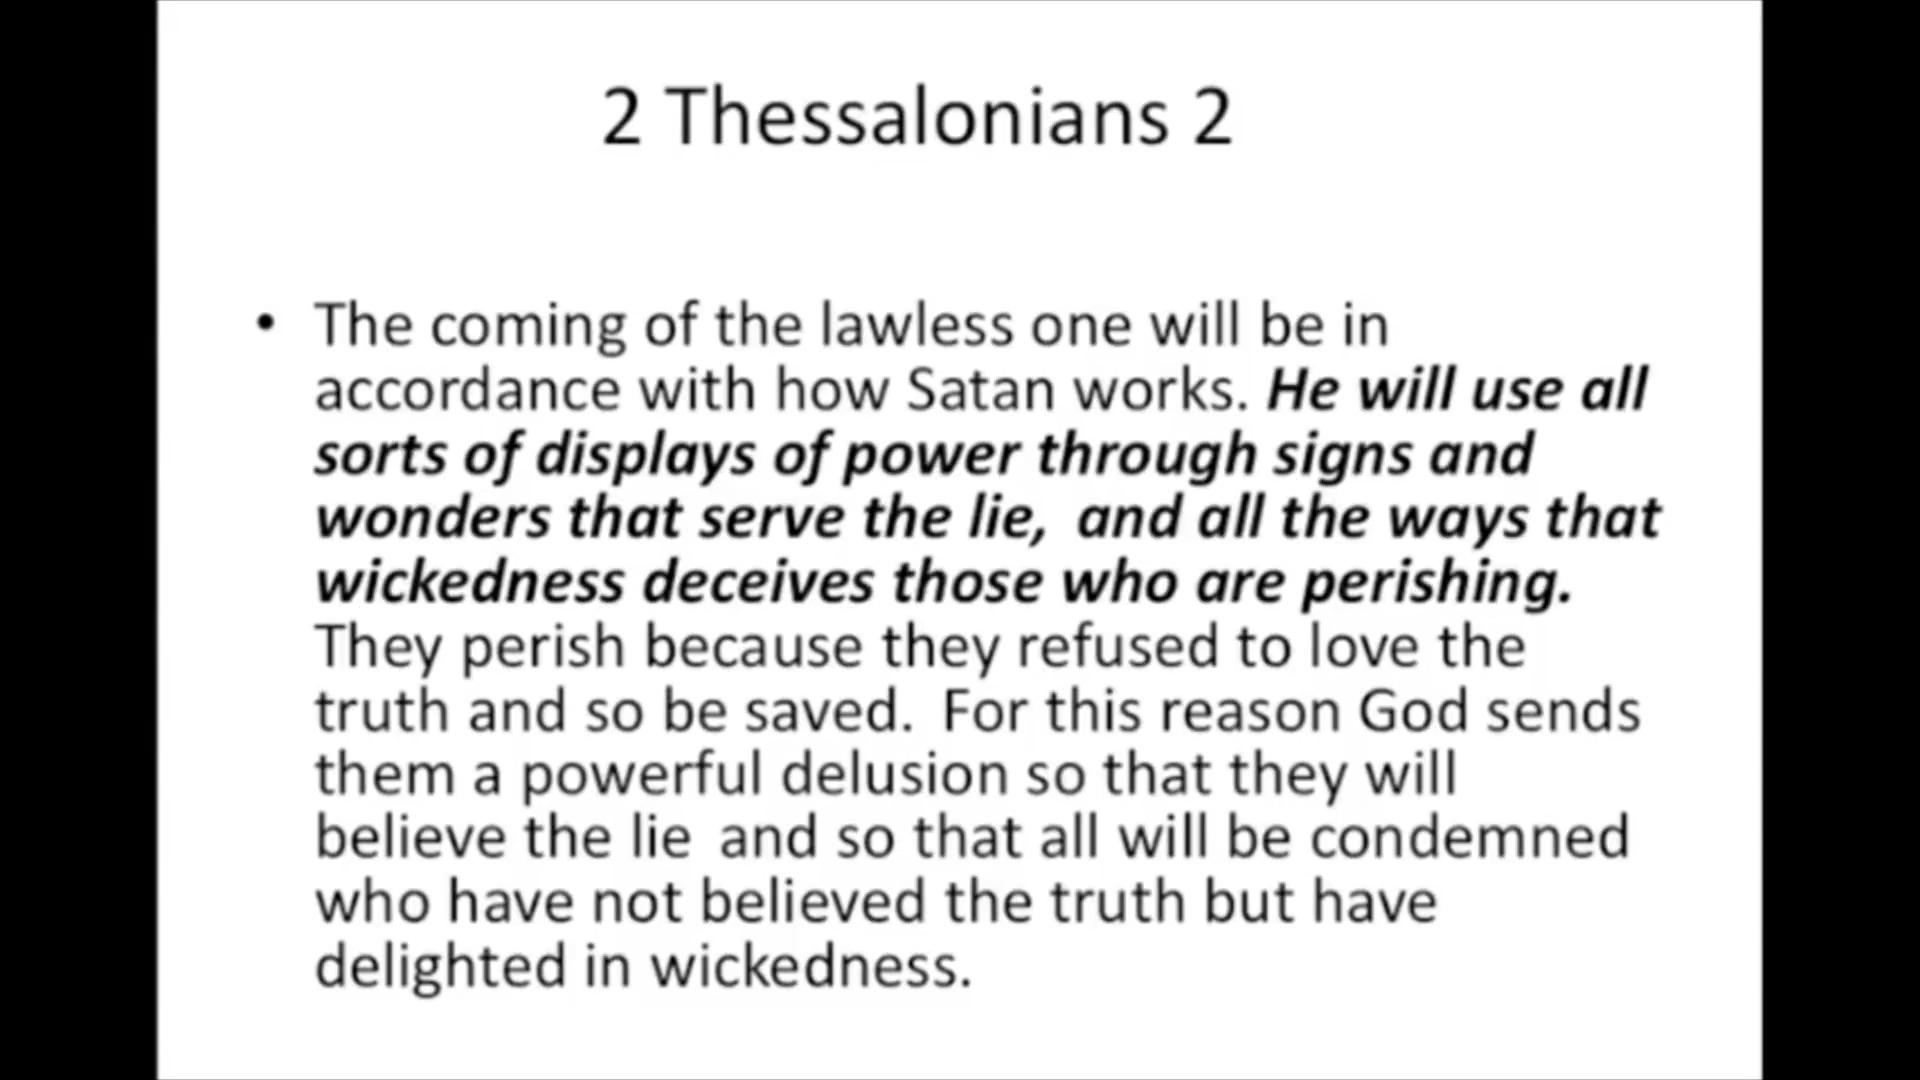 2 Thessalonians 2
• The coming of the lawless one will be in
accordance with how Satan works. He will use all
sorts of displays of power through signs and
wonders that serve the lie, and all the ways that
wickedness deceives those who are perishing.
They perish because they refused to love the
truth and so be saved. For this reason God sends
them a powerful delusion so that they will
believe the lie and so that all will be condemned
who have not believed the truth but have
delighted in wickedness.